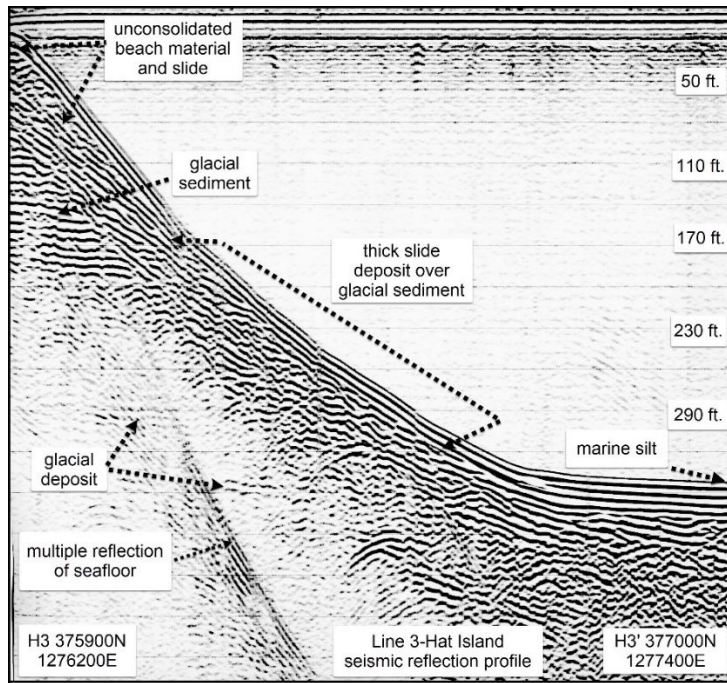 unconsolidated
beach material
and slide
50 ft.
glacial
sediment
110 ft.
170 ft.
thick slide
deposit over
glacial sediment
230 ft.
290 ft.
marine silt
glacial
deposit
multiple reflection
of seafloor
H3 375900N
1276200E
Line 3-Hat Island
seismic reflection profile
H3' 377000N
1277400E